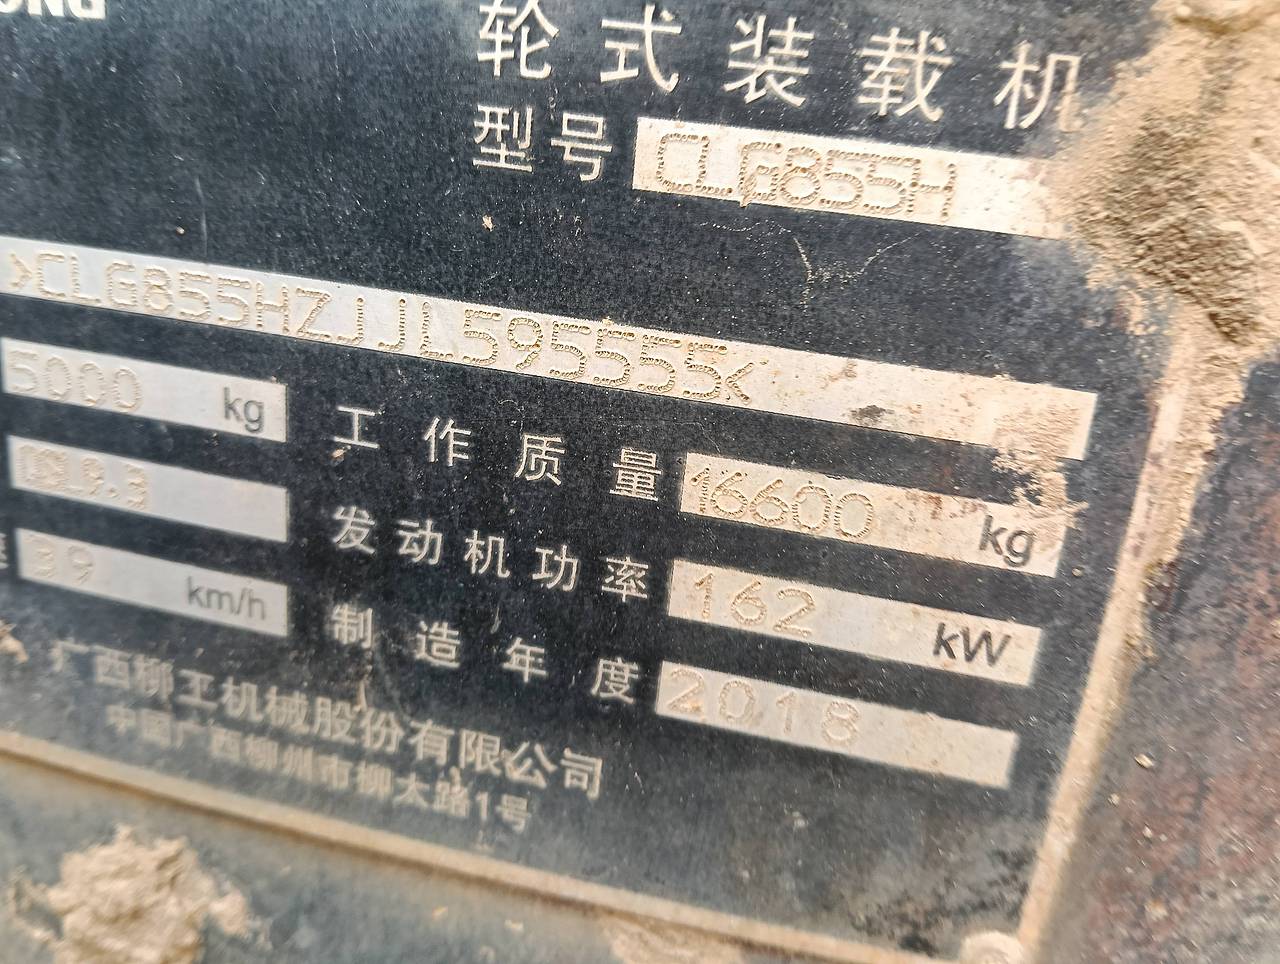 轮式装载机
型号 CLG855H
>CLG855HZJJL595555<
5000 kg 工作质量 16600 kg
发动机功率 162 kW
39 km/h 制造年度 2018
广西柳工机械股份有限公司
中国广西柳州市柳太路1号